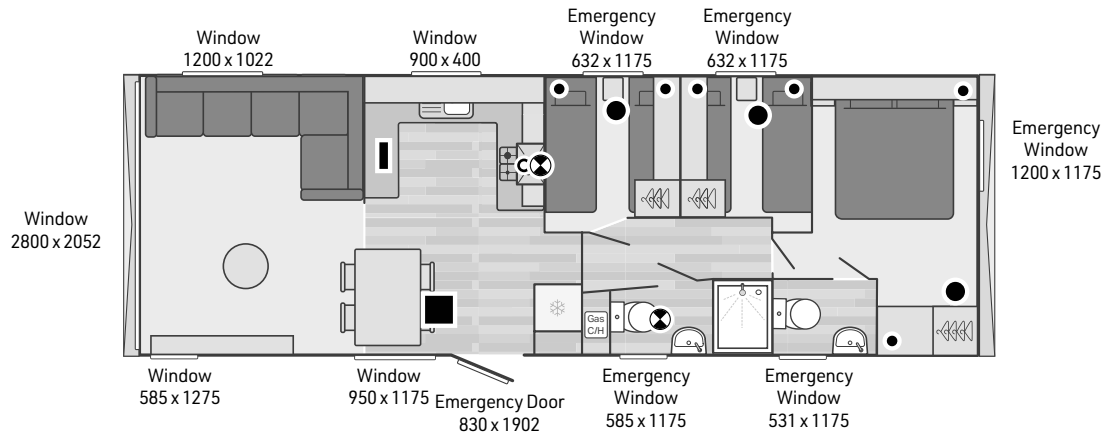 Window
1200 x 1022
Window
900 x 400
Emergency
Window
632 x 1175
Emergency
Window
632 x 1175
Emergency
Window
1200 x 1175
Window
2800 x 2052
C
Gas
C/H
Window
585 x 1275
Window
950 x 1175
Emergency Door
830 x 1902
Emergency
Window
585 x 1175
Emergency
Window
531 x 1175